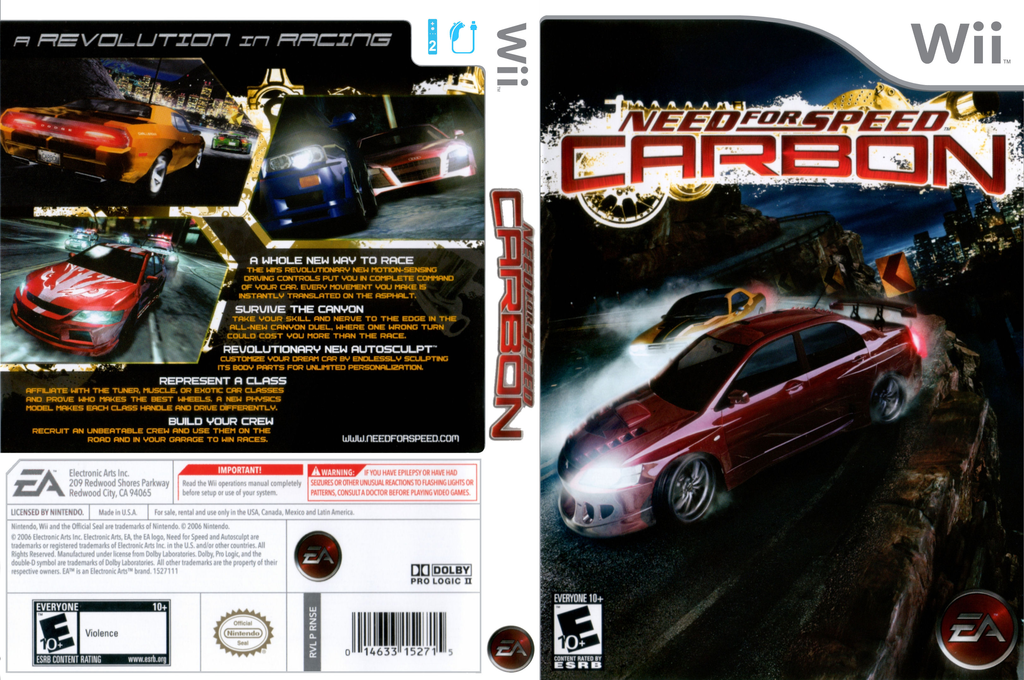 A REVOLUTION IN RACING
2
A WHOLE NEW WAY TO RACE
THE WII'S REVOLUTIONARY NEW MOTION-SENSING
DRIVING CONTROLS PUT YOU IN COMPLETE COMMAND
OF YOUR CAR. EVERY MOVEMENT YOU MAKE IS
INSTANTLY TRANSLATED ON THE ASPHALT.
SURVIVE THE CANYON
TAKE YOUR SKILL AND NERVE TO THE EDGE IN THE
ALL-NEW CANYON DUEL, WHERE ONE WRONG TURN
COULD COST YOU MORE THAN THE RACE.
REVOLUTIONARY NEW AUTOSCULPT™
CUSTOMIZE YOUR DREAM CAR BY ENDLESSLY SCULPTING
ITS BODY PARTS FOR UNLIMITED PERSONALIZATION.
REPRESENT A CLASS
AFFILIATE WITH THE TUNER, MUSCLE, OR EXOTIC CAR CLASSES
AND PROVE WHO MAKES THE BEST WHEELS. A NEW PHYSICS
MODEL MAKES EACH CLASS HANDLE AND DRIVE DIFFERENTLY.
BUILD YOUR CREW
RECRUIT AN UNBEATABLE CREW AND USE THEM ON THE
ROAD AND IN YOUR GARAGE TO WIN RACES.
WWW.NEEDFORSPEED.COM
EA™
Electronic Arts Inc.
209 Redwood Shores Parkway
Redwood City, CA 94065
IMPORTANT!
Read the Wii operations manual completely
before setup or use of your system.
WARNING: IF YOU HAVE EPILEPSY OR HAVE HAD
SEIZURES OR OTHER UNUSUAL REACTIONS TO FLASHING LIGHTS OR
PATTERNS, CONSULT A DOCTOR BEFORE PLAYING VIDEO GAMES.
LICENSED BY NINTENDO.
Made in U.S.A.
For sale, rental and use only in the USA, Canada, Mexico and Latin America.
Nintendo, Wii and the Official Seal are trademarks of Nintendo. © 2006 Nintendo.
© 2006 Electronic Arts Inc. Electronic Arts, EA, the EA logo, Need for Speed and Autosculpt are
trademarks or registered trademarks of Electronic Arts Inc. in the U.S. and/or other countries. All
Rights Reserved. Manufactured under license from Dolby Laboratories. Dolby, Pro Logic, and the
double-D symbol are trademarks of Dolby Laboratories. All other trademarks are the property of their
respective owners. EA™ is an Electronic Arts™ brand. 1527111
EA
DOLBY
PRO LOGIC II
EVERYONE 10+
E
10+
Violence
ESRB CONTENT RATING www.esrb.org
Official
Nintendo
Seal
RVL P RNSE
0 14633 15271 5
Wii™
NEED FOR SPEED
CARBON
EA
Wii™
NEED FOR SPEED™
CARBON
EVERYONE 10+
E
10+
CONTENT RATED BY
ESRB
EA